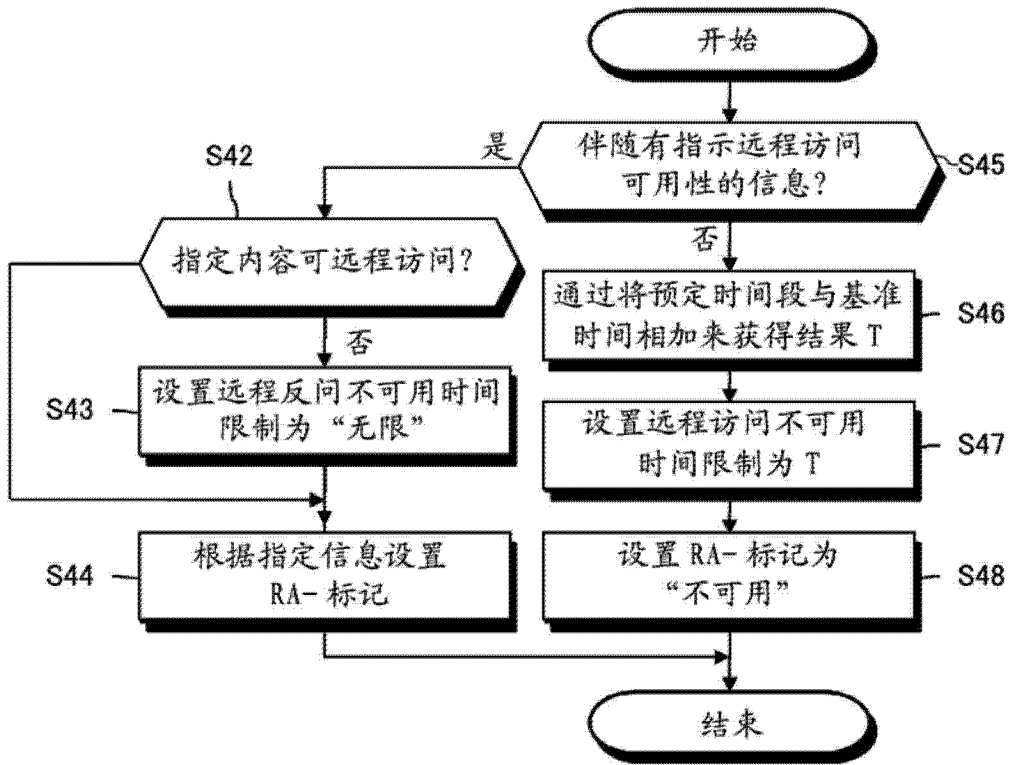 开始
伴随有指示远程访问
可用性的信息？
S45
是
S42
指定内容可远程访问？
否
否
通过将预定时间段与基准
时间相加来获得结果 T
S46
设置远程反问不可用时间
限制为“无限”
S43
设置远程访问不可用
时间限制为 T
S47
根据指定信息设置
RA- 标记
S44
设置 RA- 标记为
“不可用”
S48
结束